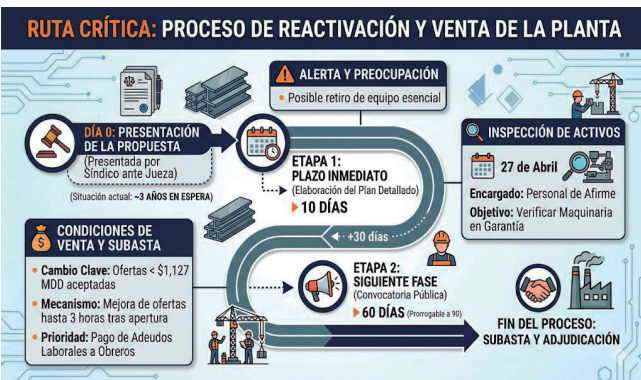 RUTA CRÍTICA: PROCESO DE REACTIVACIÓN Y VENTA DE LA PLANTA
ALERTA Y PREOCUPACIÓN
• Posible retiro de equipo esencial
DÍA 0: PRESENTACIÓN
DE LA PROPUESTA
(Presentada por
Síndico ante Jueza)
(Situación actual: ~3 AÑOS EN ESPERA)
ETAPA 1:
PLAZO INMEDIATO
(Elaboración del Plan Detallado)
10 DÍAS
INSPECCIÓN DE ACTIVOS
27 de Abril
Encargado: Personal de Afirme
Objetivo: Verificar Maquinaria
en Garantía
+30 días
CONDICIONES DE
VENTA Y SUBASTA
• Cambio Clave: Ofertas < $1,127
MDD aceptadas
• Mecanismo: Mejora de ofertas
hasta 3 horas tras apertura
• Prioridad: Pago de Adeudos
Laborales a Obreros
ETAPA 2:
SIGUIENTE FASE
(Convocatoria Pública)
60 DÍAS (Prorrogable a 90)
FIN DEL PROCESO:
SUBASTA Y ADJUDICACIÓN